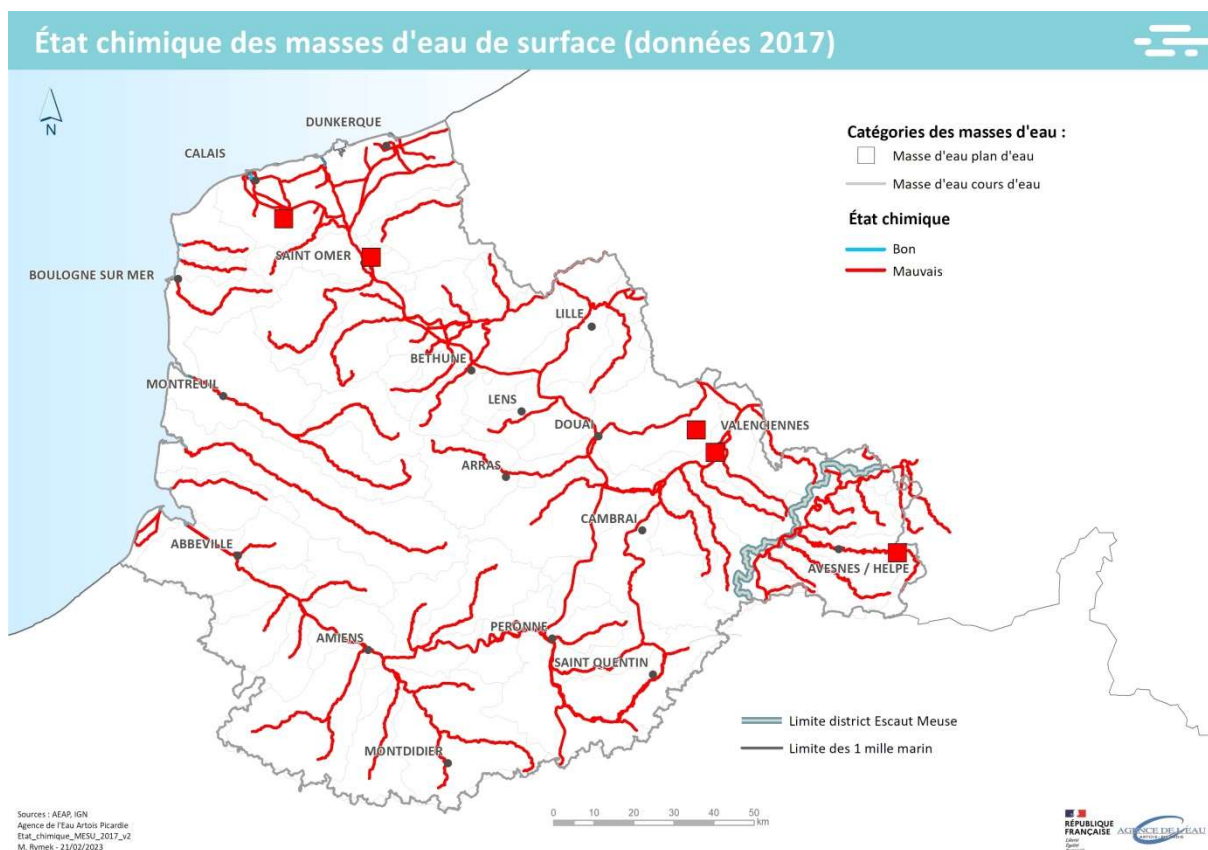 État chimique des masses d'eau de surface (données 2017)
N
DUNKERQUE
CALAIS
SAINT OMER
BOULOGNE SUR MER
LILLE
BETHUNE
MONTREUIL
LENS
DOUAI
VALENCIENNES
ARRAS
CAMBRAI
ABBEVILLE
AVESNES / HELPE
AMIENS
PERONNE
SAINT QUENTIN
MONTDIDIER
Catégories des masses d'eau :
Masse d'eau plan d'eau
Masse d'eau cours d'eau
État chimique
Bon
Mauvais
Limite district Escaut Meuse
Limite des 1 mille marin
0 10 20 30 40 50
km
Sources : AEAP, IGN
Agence de l'Eau Artois Picardie
Etat_chimique_MESU_2017_v2
M. Rymek - 21/02/2023
RÉPUBLIQUE
FRANÇAISE
Liberté
Égalité
AGENCE DE L'EAU
ARTOIS-PICARDIE